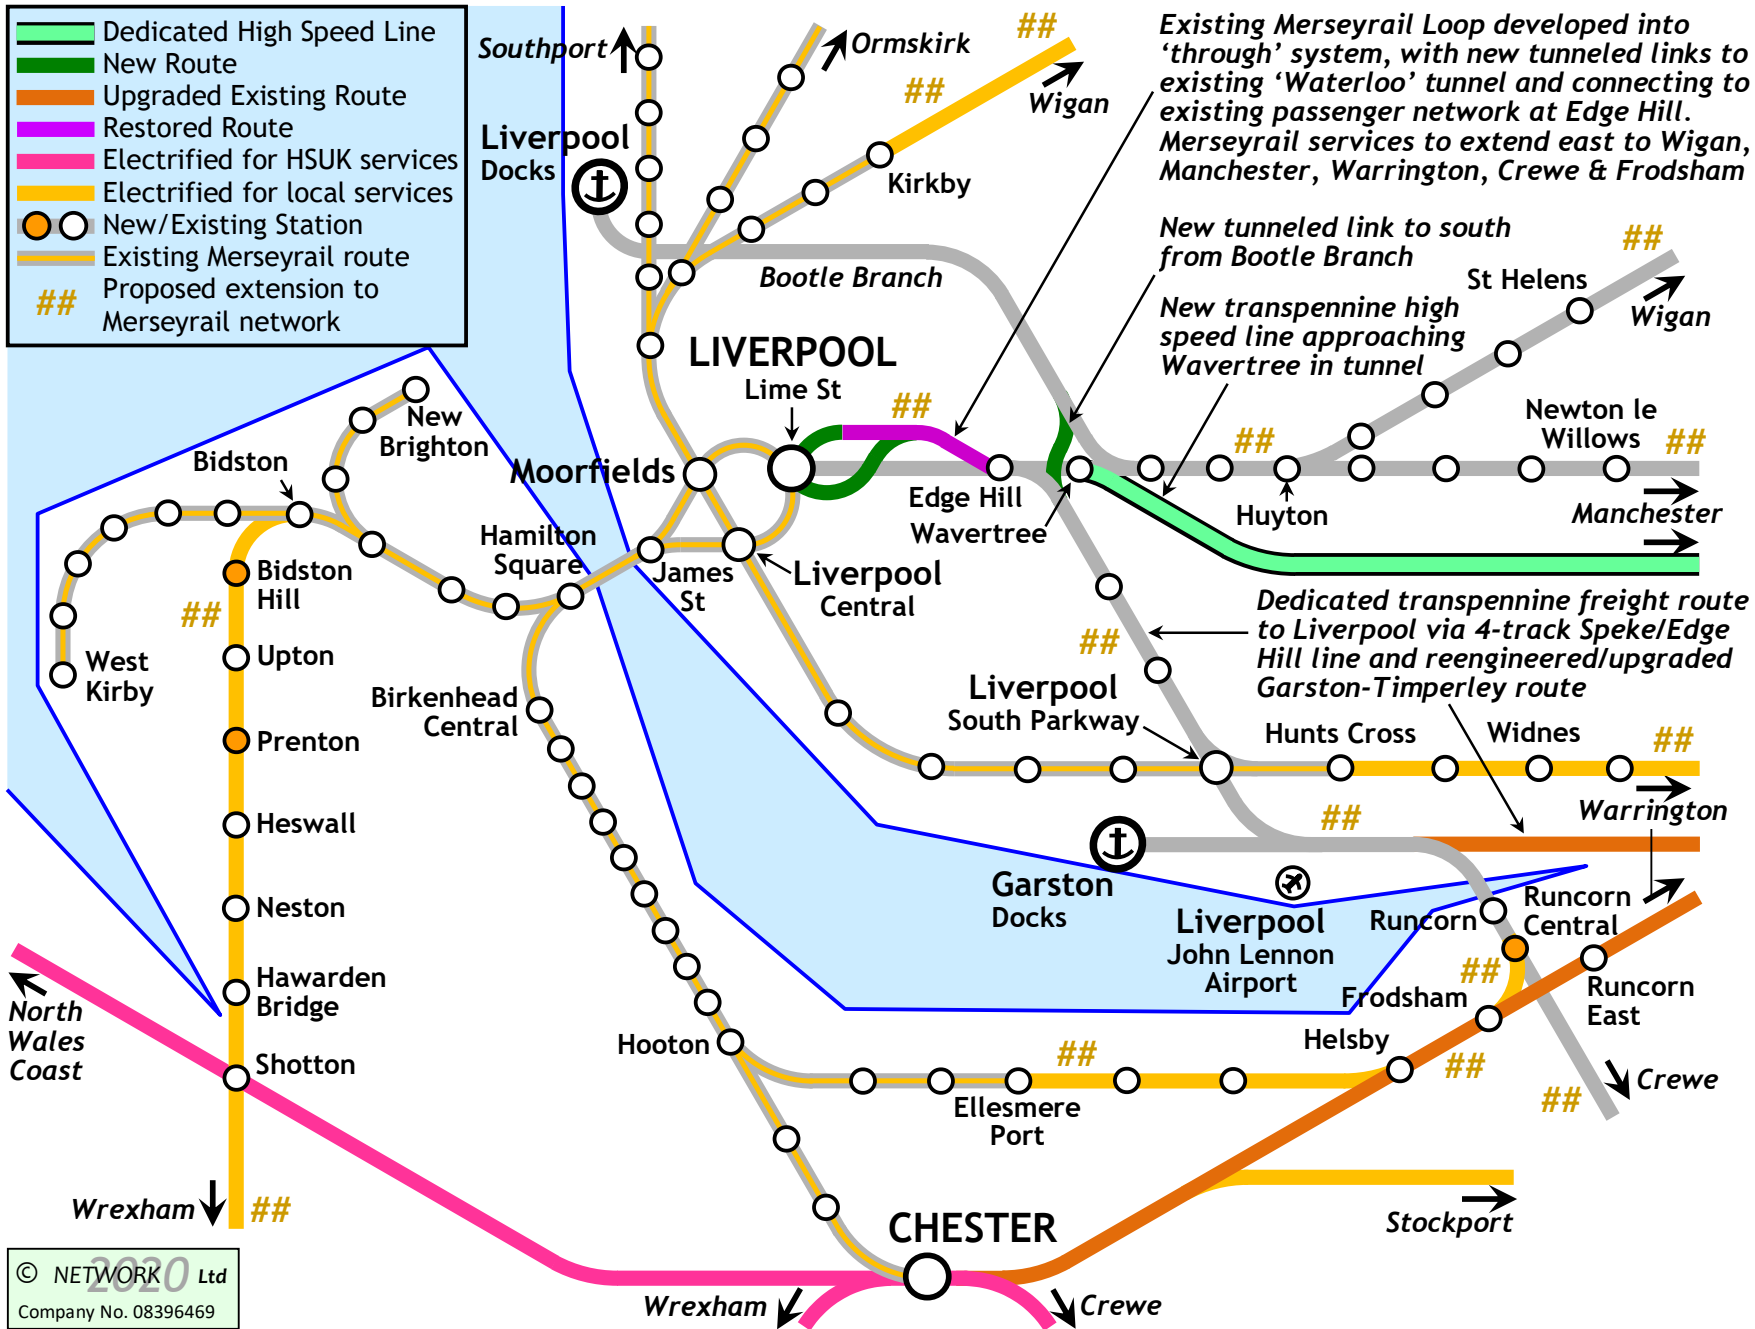 Dedicated High Speed Line
New Route
Upgraded Existing Route
Restored Route
Electrified for HSUK services
Electrified for local services
New/Existing Station
Existing Merseyrail route
## Proposed extension to
Merseyrail network
Southport
Ormskirk
##
##
Wigan
Existing Merseyrail Loop developed into
‘through’ system, with new tunneled links to
existing ‘Waterloo’ tunnel and connecting to
existing passenger network at Edge Hill.
Merseyrail services to extend east to Wigan,
Manchester, Warrington, Crewe & Frodsham
Liverpool
Docks
Kirkby
Bootle Branch
New tunneled link to south
from Bootle Branch
##
St Helens
Wigan
New transpennine high
speed line approaching
Wavertree in tunnel
LIVERPOOL
Lime St
##
New
Brighton
Bidston
Moorfields
Edge Hill
Wavertree
##
Huyton
Newton le
Willows
##
Manchester
Hamilton
Square
James
St
Liverpool
Central
Bidston
Hill
##
Upton
West
Kirby
Prenton
Heswall
Neston
Hawarden
Bridge
Shotton
North
Wales
Coast
Wrexham
##
Birkenhead
Central
##
Dedicated transpennine freight route
to Liverpool via 4-track Speke/Edge
Hill line and reengineered/upgraded
Garston-Timperley route
Liverpool
South Parkway
Hunts Cross
Widnes
##
Warrington
##
Garston
Docks
Liverpool
John Lennon
Airport
Runcorn
Runcorn
Central
##
Runcorn
East
Frodsham
Helsby
##
Crewe
##
Hooton
##
Ellesmere
Port
Stockport
CHESTER
Wrexham
Crewe
© NETWORK 2020 Ltd
Company No. 08396469